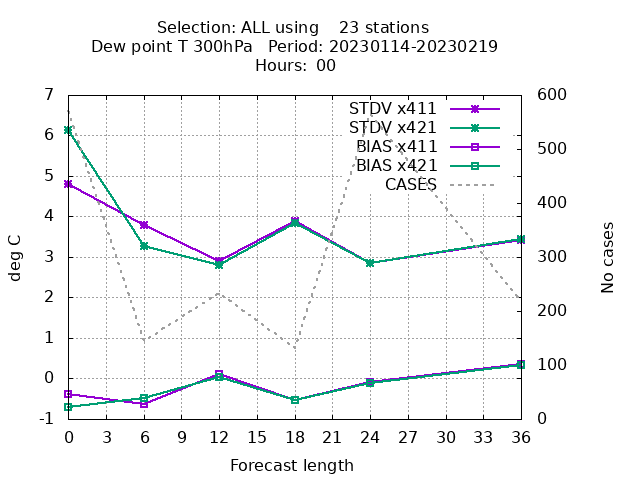 Selection: ALL using 23 stations
Dew point T 300hPa Period: 20230114-20230219
Hours: 00
STDV x411
STDV x421
BIAS x411
BIAS x421
CASES
7
6
5
4
3
2
1
0
-1
deg C
600
500
400
300
200
100
0
No cases
0 3 6 9 12 15 18 21 24 27 30 33 36
Forecast length